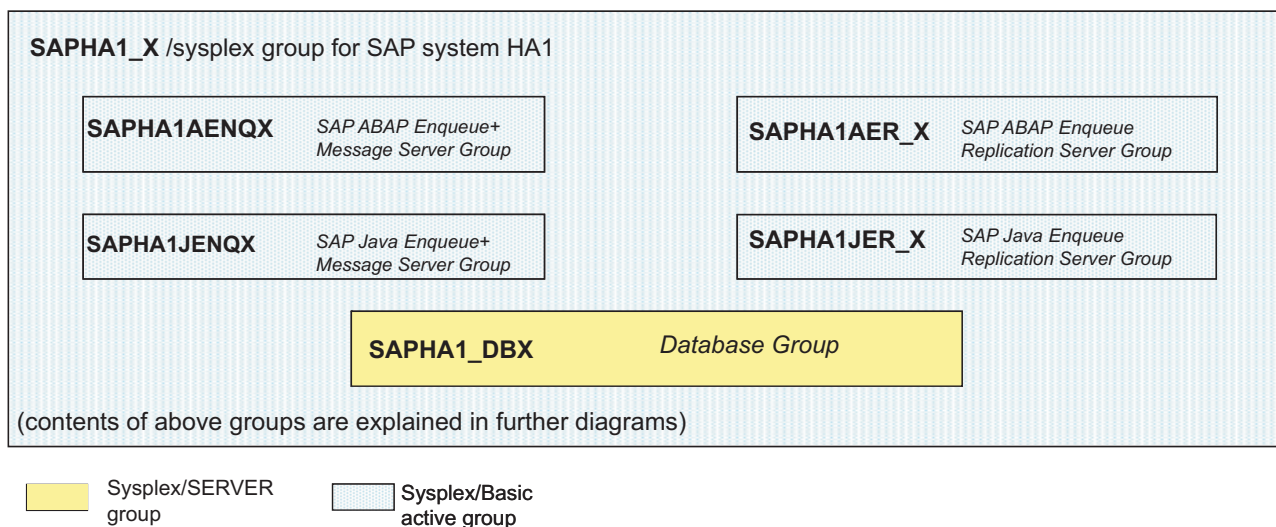 SAPHA1_X /sysplex group for SAP system HA1
SAPHA1AENQX
SAP ABAP Enqueue+
Message Server Group
SAPHA1AER_X
SAP ABAP Enqueue
Replication Server Group
SAPHA1JENQX
SAP Java Enqueue+
Message Server Group
SAPHA1JER_X
SAP Java Enqueue
Replication Server Group
SAPHA1_DBX
Database Group
(contents of above groups are explained in further diagrams)
Sysplex/SERVER
group
Sysplex/Basic
active group